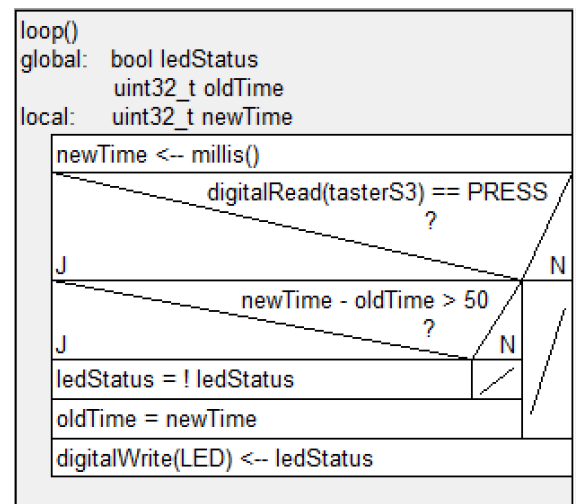 loop()
global: bool ledStatus
uint32_t oldTime
local: uint32_t newTime
newTime <-- millis()
digitalRead(tasterS3) == PRESS
?
J N
newTime - oldTime > 50
?
J N
ledStatus = ! ledStatus
oldTime = newTime
digitalWrite(LED) <-- ledStatus